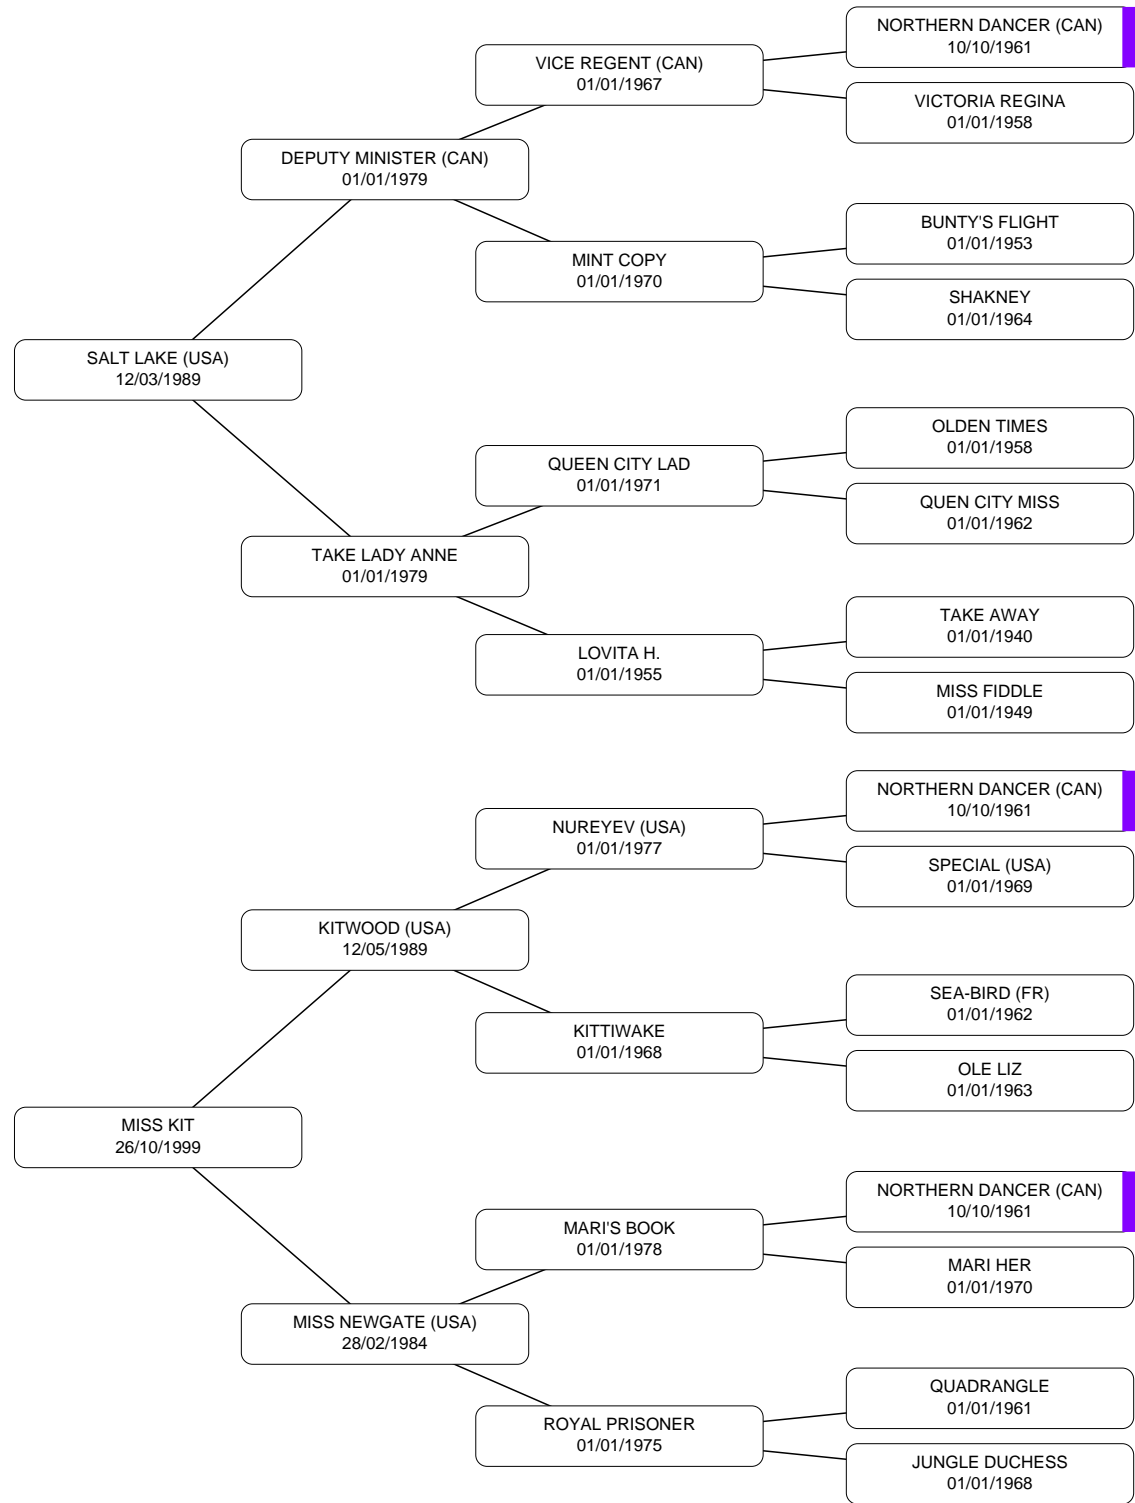 NORTHERN DANCER (CAN)
10/10/1961
VICE REGENT (CAN)
01/01/1967
VICTORIA REGINA
01/01/1958
DEPUTY MINISTER (CAN)
01/01/1979
BUNTY'S FLIGHT
01/01/1953
MINT COPY
01/01/1970
SHAKNEY
01/01/1964
SALT LAKE (USA)
12/03/1989
OLDEN TIMES
01/01/1958
QUEEN CITY LAD
01/01/1971
QUEN CITY MISS
01/01/1962
TAKE LADY ANNE
01/01/1979
TAKE AWAY
01/01/1940
LOVITA H.
01/01/1955
MISS FIDDLE
01/01/1949
NORTHERN DANCER (CAN)
10/10/1961
NUREYEV (USA)
01/01/1977
SPECIAL (USA)
01/01/1969
KITWOOD (USA)
12/05/1989
SEA-BIRD (FR)
01/01/1962
KITTIWAKE
01/01/1968
OLE LIZ
01/01/1963
MISS KIT
26/10/1999
NORTHERN DANCER (CAN)
10/10/1961
MARI'S BOOK
01/01/1978
MARI HER
01/01/1970
MISS NEWGATE (USA)
28/02/1984
QUADRANGLE
01/01/1961
ROYAL PRISONER
01/01/1975
JUNGLE DUCHESS
01/01/1968